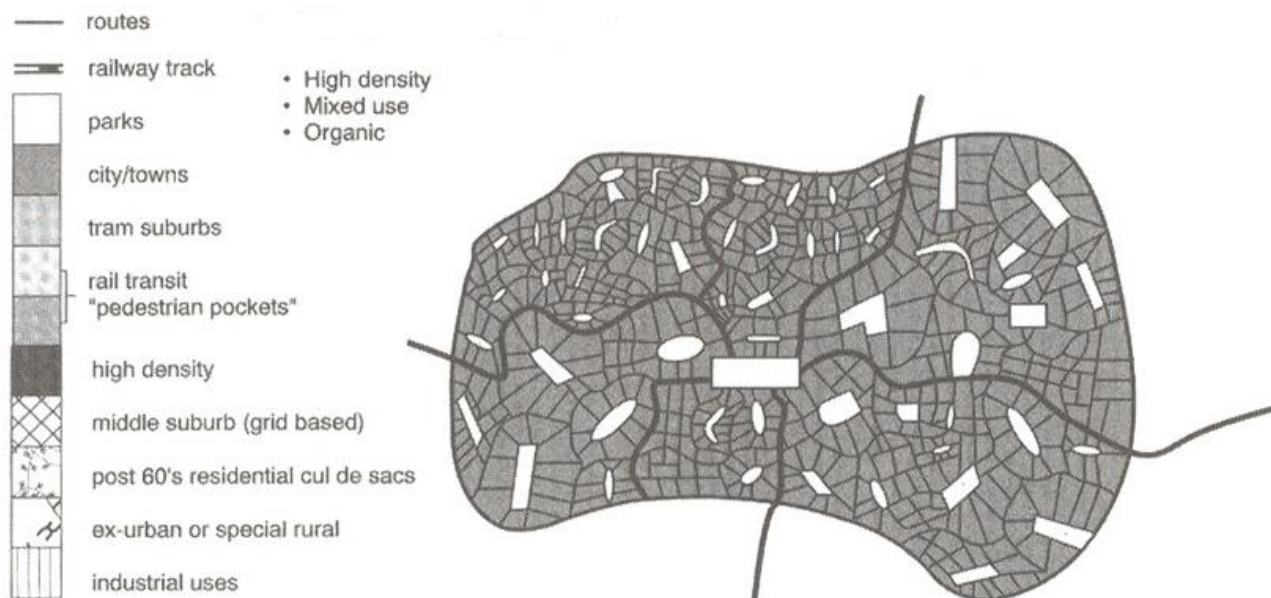 routes
railway track
parks
city/towns
tram suburbs
rail transit
"pedestrian pockets"
high density
middle suburb (grid based)
post 60's residential cul de sacs
ex-urban or special rural
industrial uses
• High density
• Mixed use
• Organic